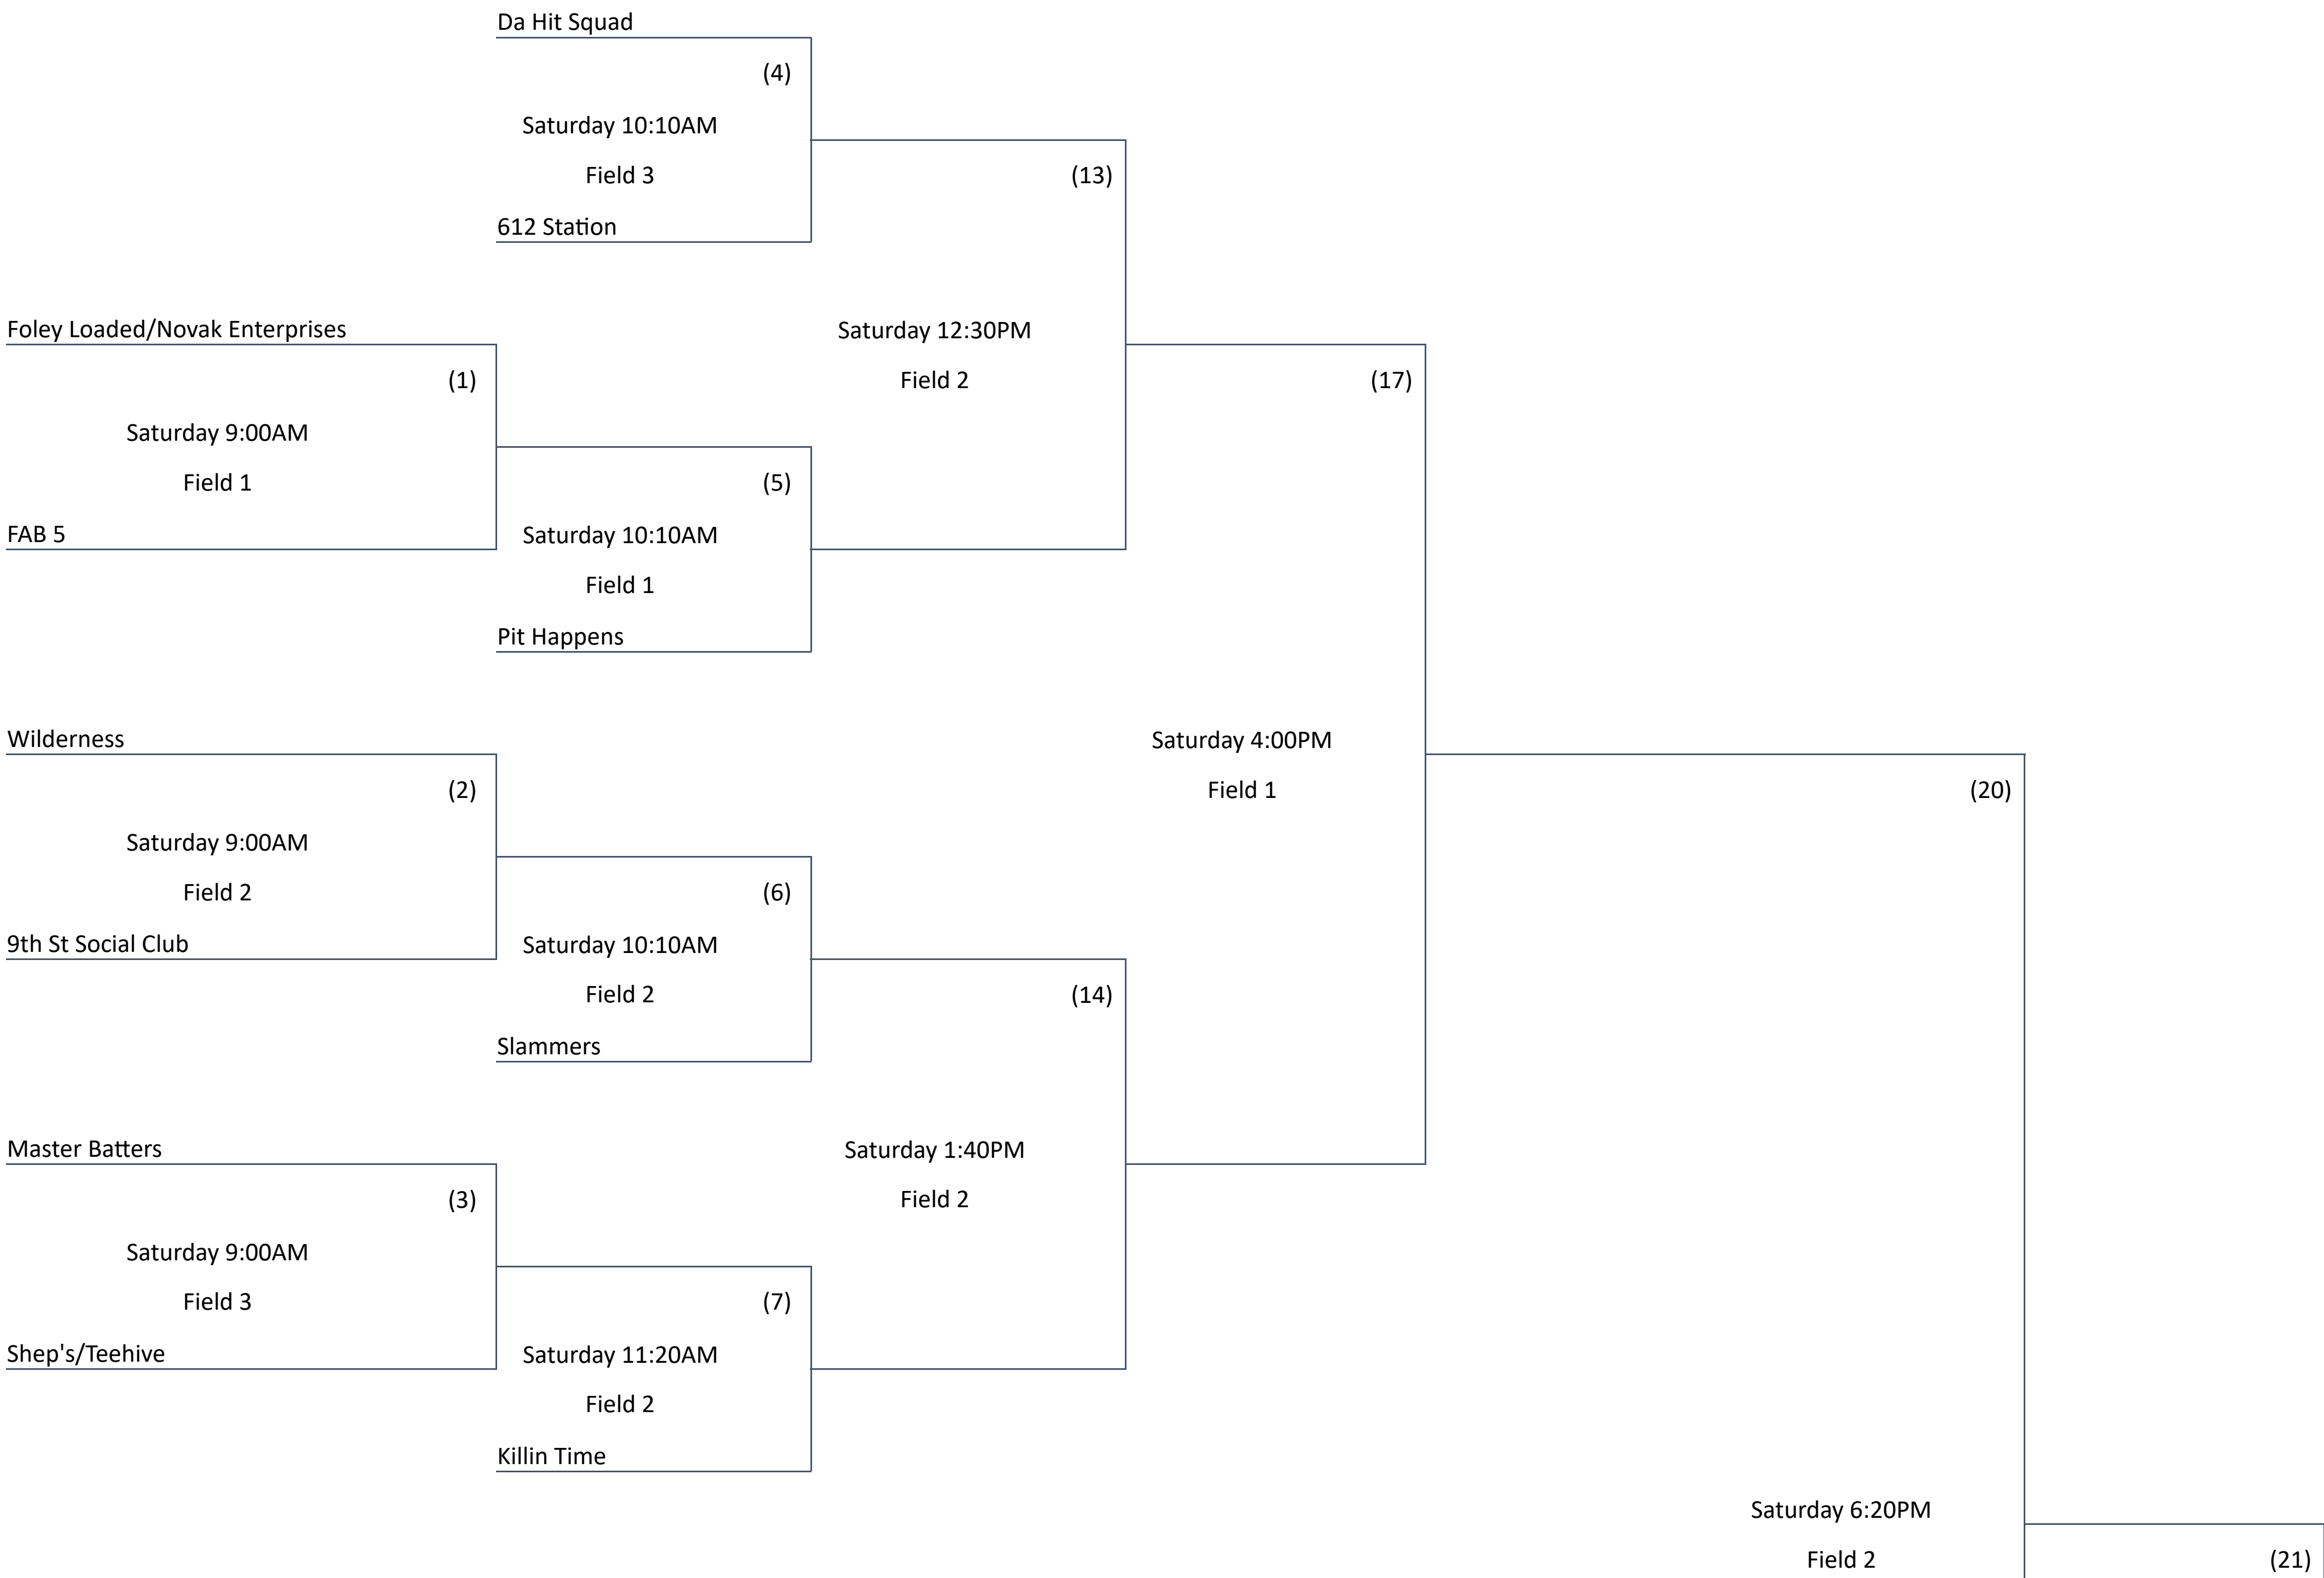 Da Hit Squad
(4)
Saturday 10:10AM
Field 3
(13)
612 Station
Foley Loaded/Novak Enterprises
Saturday 12:30PM
(1)
Field 2
(17)
Saturday 9:00AM
Field 1
(5)
FAB 5
Saturday 10:10AM
Field 1
Pit Happens
Wilderness
Saturday 4:00PM
(2)
Field 1
(20)
Saturday 9:00AM
Field 2
(6)
9th St Social Club
Saturday 10:10AM
Field 2
(14)
Slammers
Master Batters
Saturday 1:40PM
(3)
Field 2
Saturday 9:00AM
Field 3
(7)
Shep's/Teehive
Saturday 11:20AM
Field 2
Killin Time
Saturday 6:20PM
Field 2
(21)